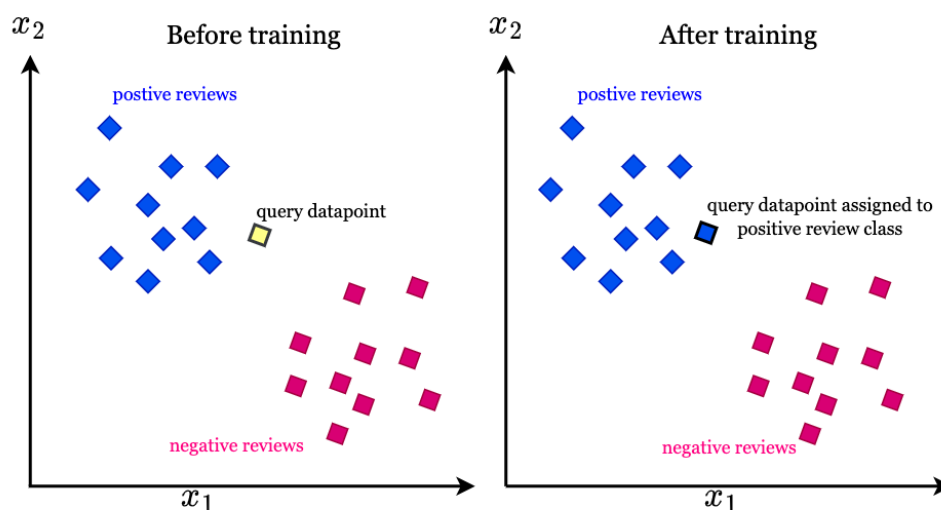 x2
Before training
postive reviews
query datapoint
negative reviews
x1
x2
After training
postive reviews
query datapoint assigned to
positive review class
negative reviews
x1